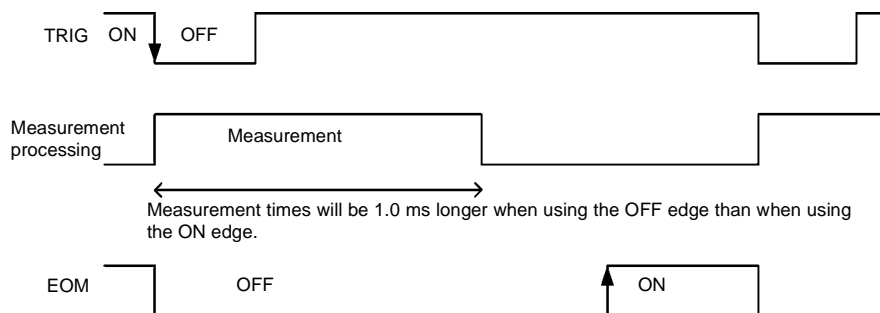 TRIG ON OFF
Measurement
processing
Measurement
Measurement times will be 1.0 ms longer when using the OFF edge than when using
the ON edge.
EOM OFF ON